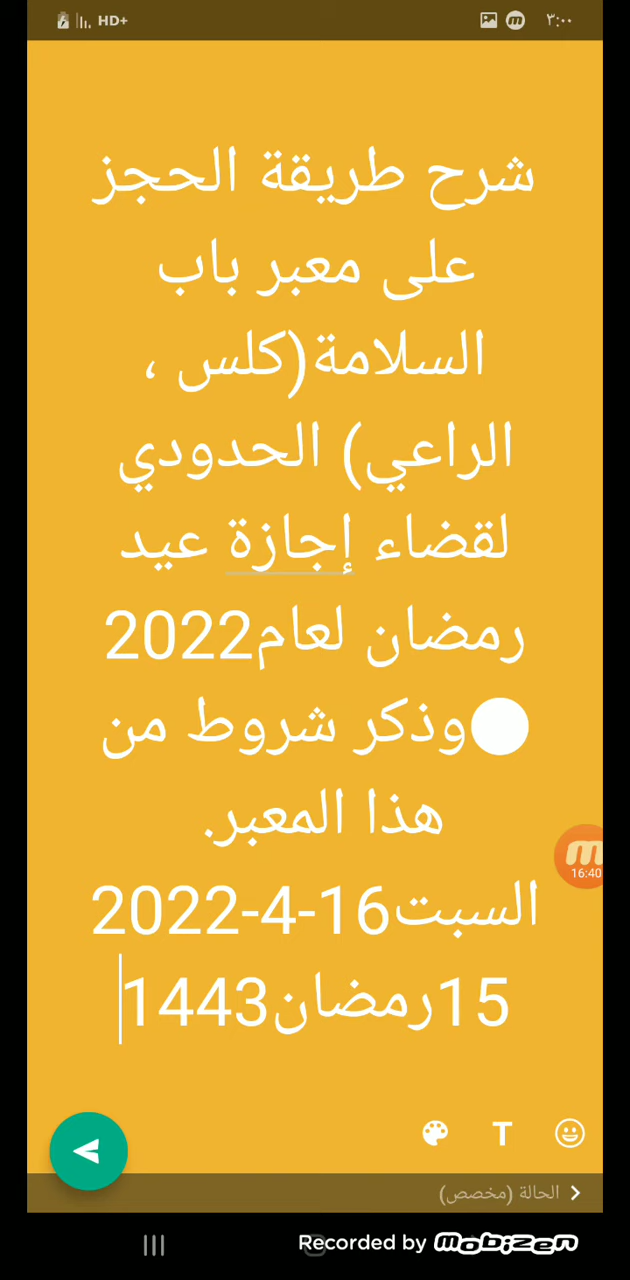 HD+ ٣:٠٠
شرح طريقة الحجز
على معبر باب
السلامة(كلس ،
الراعي) الحدودي
لقضاء إجازة عيد
رمضان لعام2022
●وذكر شروط من
هذا المعبر.
السبت16-4-2022
15رمضان1443
m
16:40
T
الحالة (مخصص)
Recorded by Mobizen